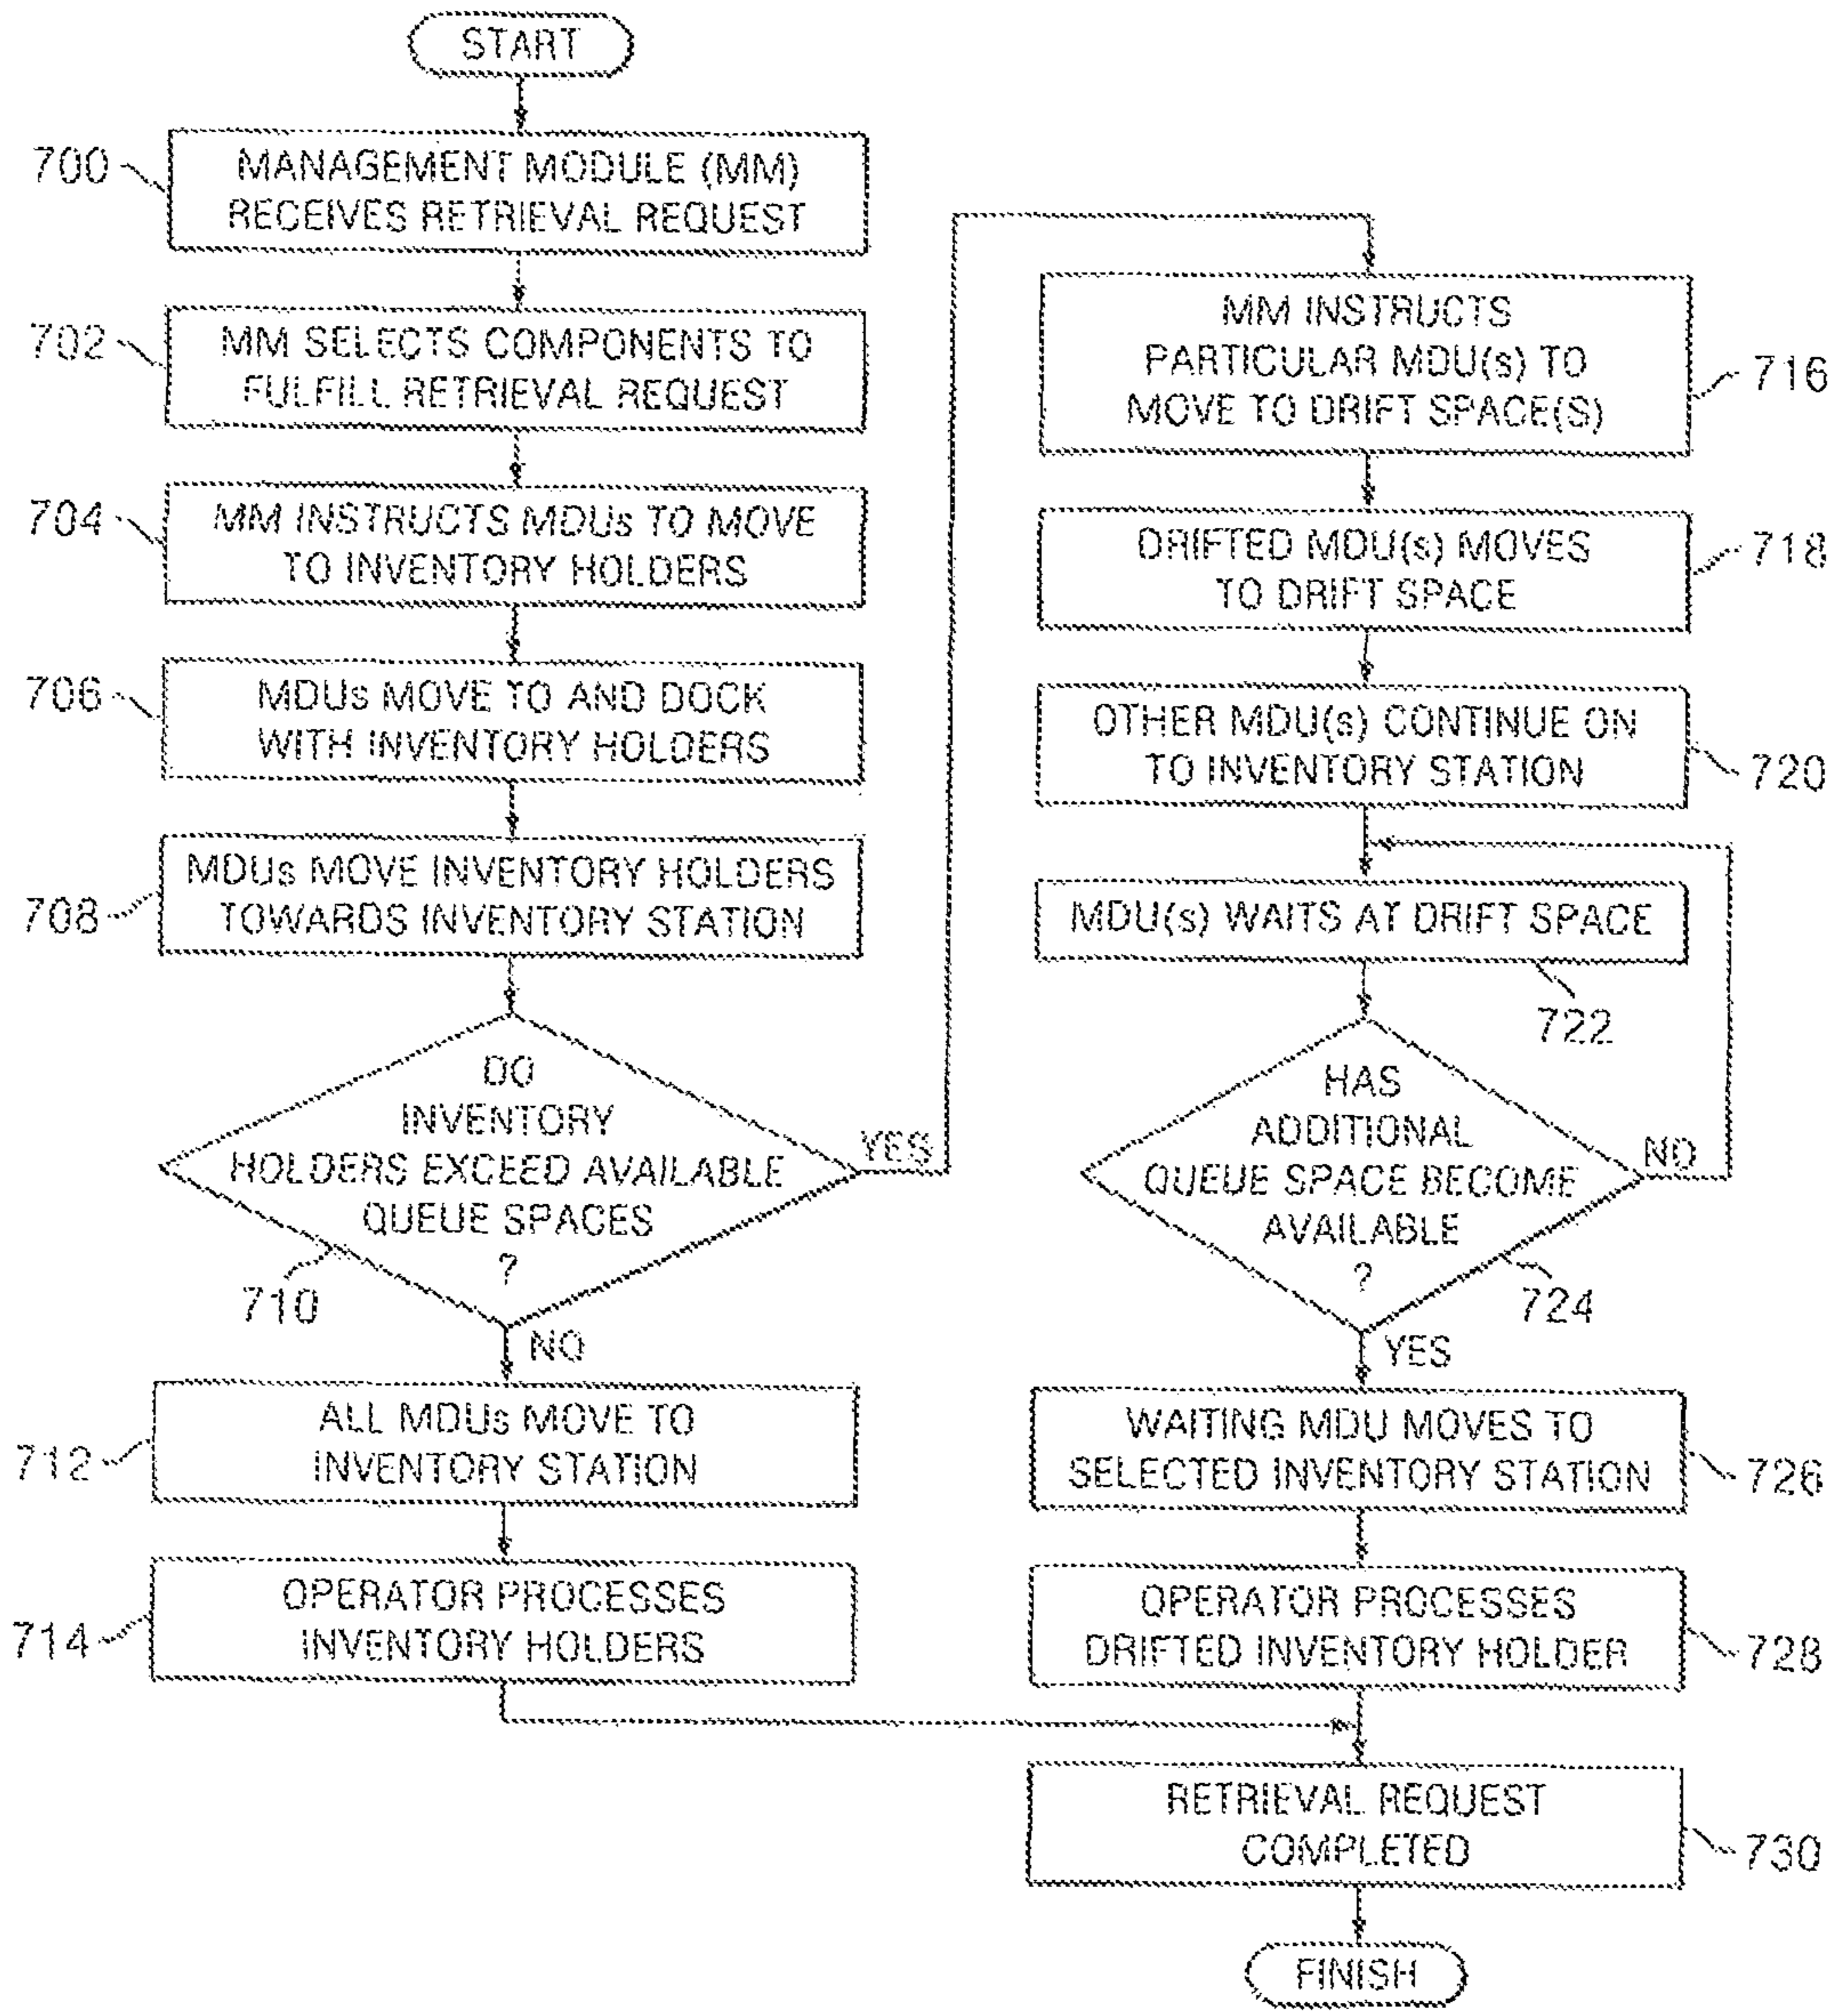 START
700
MANAGEMENT MODULE (MM)
RECEIVES RETRIEVAL REQUEST
702
MM SELECTS COMPONENTS TO
FULFILL RETRIEVAL REQUEST
704
MM INSTRUCTS MDUs TO MOVE
TO INVENTORY HOLDERS
706
MDUs MOVE TO AND DOCK
WITH INVENTORY HOLDERS
708
MDUs MOVE INVENTORY HOLDERS
TOWARDS INVENTORY STATION
DO
INVENTORY
HOLDERS EXCEED AVAILABLE
QUEUE SPACES
?
YES
710
NO
712
ALL MDUs MOVE TO
INVENTORY STATION
714
OPERATOR PROCESSES
INVENTORY HOLDERS
MM INSTRUCTS
PARTICULAR MDU(s) TO
MOVE TO DRIFT SPACE(S)
716
DRIFTED MDU(s) MOVES
TO DRIFT SPACE
718
OTHER MDU(s) CONTINUE ON
TO INVENTORY STATION
720
MDU(s) WAITS AT DRIFT SPACE
722
HAS
ADDITIONAL
QUEUE SPACE BECOME
AVAILABLE
?
NO
724
YES
WAITING MDU MOVES TO
SELECTED INVENTORY STATION
726
OPERATOR PROCESSES
DRIFTED INVENTORY HOLDER
728
RETRIEVAL REQUEST
COMPLETED
730
FINISH